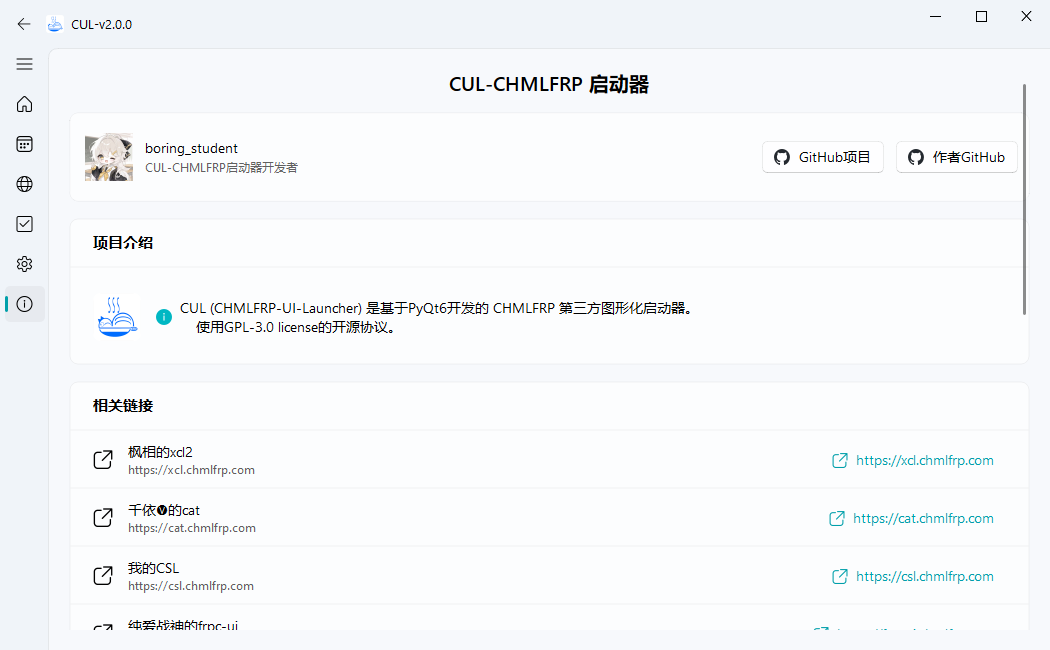 CUL-v2.0.0
CUL-CHMLFRP 启动器
boring_student
CUL-CHMLFRP启动器开发者
GitHub项目
作者GitHub
项目介绍
CUL (CHMLFRP-UI-Launcher) 是基于PyQt6开发的 CHMLFRP 第三方图形化启动器。
使用GPL-3.0 license的开源协议。
相关链接
枫相的xcl2
https://xcl.chmlfrp.com
https://xcl.chmlfrp.com
千依🅥的cat
https://cat.chmlfrp.com
https://cat.chmlfrp.com
我的CSL
https://csl.chmlfrp.com
https://csl.chmlfrp.com
纯爱战神的frpc-ui